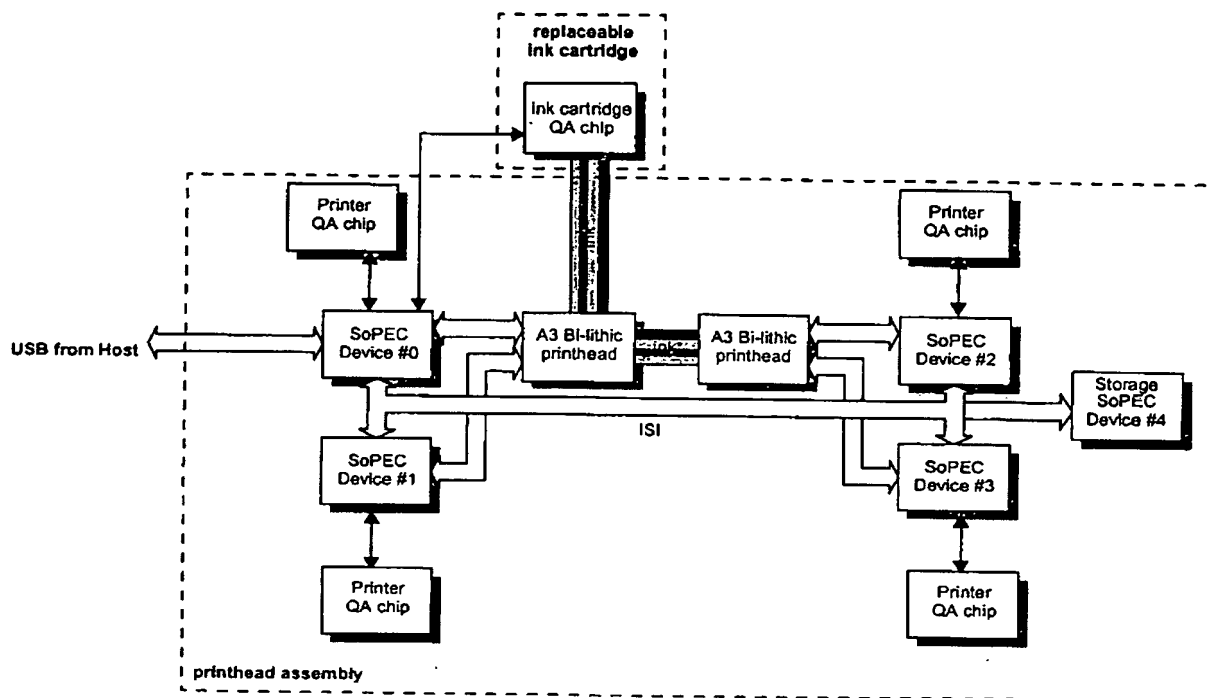 replaceable
ink cartridge
Ink cartridge
QA chip
Printer
QA chip
Printer
QA chip
ink
USB from Host
SoPEC
Device #0
A3 Bi-lithic
printhead
ink
A3 Bi-lithic
printhead
SoPEC
Device #2
Storage
SoPEC
Device #4
ISI
SoPEC
Device #1
SoPEC
Device #3
Printer
QA chip
Printer
QA chip
printhead assembly